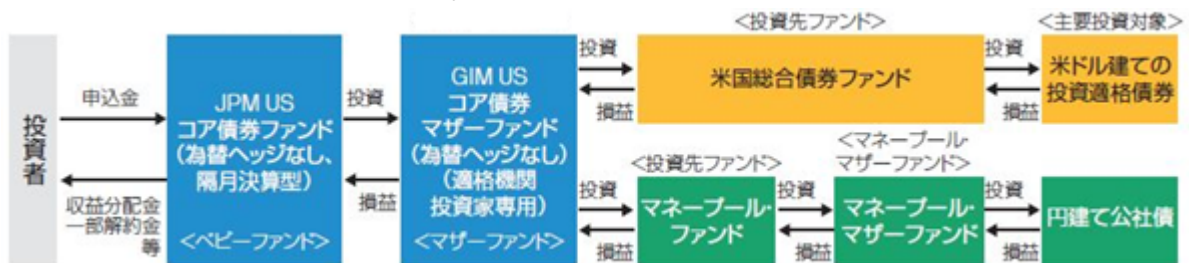 投資者
申込金
収益分配金
一部解約金
等
JPM US
コア債券ファンド
(為替ヘッジなし、
隔月決算型)
<ベビーファンド>
投資
損益
GIM US
コア債券
マザーファンド
(為替ヘッジなし)
(適格機関
投資家専用)
<マザーファンド>
<投資先ファンド>
投資
損益
米国総合債券ファンド
投資
損益
<主要投資対象>
米ドル建ての
投資適格債券
<投資先ファンド>
投資
損益
マネープール・
ファンド
投資
損益
<マネープール・
マザーファンド>
マネープール・
マザーファンド
投資
損益
円建て公社債